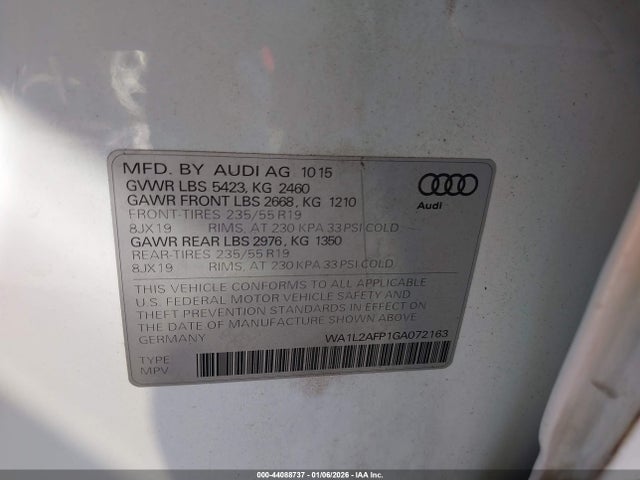 MFD. BY AUDI AG 10 15
GVWR LBS 5423, KG 2460
GAWR FRONT LBS 2668, KG 1210
FRONT-TIRES 235/55 R19
8JX19 RIMS, AT 230 KPA 33 PSI COLD
GAWR REAR LBS 2976, KG 1350
REAR-TIRES 235/55 R19
8JX19 RIMS, AT 230 KPA 33 PSI COLD
Audi
THIS VEHICLE CONFORMS TO ALL APPLICABLE
U.S. FEDERAL MOTOR VEHICLE SAFETY AND
THEFT PREVENTION STANDARDS IN EFFECT ON
THE DATE OF MANUFACTURE SHOWN ABOVE.
GERMANY WA1L2AFP1GA072163
TYPE
MPV
000-44088737 - 01/06/2026 - IAA Inc.